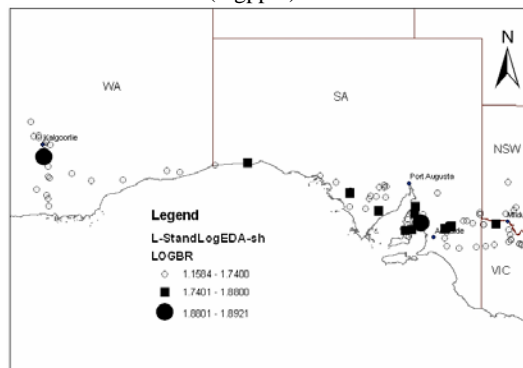 N
WA
SA
Kalgoorlie
NSW
Port Augusta
Legend
L-StandLogEDA-sh
LOGBR
1.1584 - 1.7400
1.7401 - 1.8800
1.8801 - 1.8921
VIC